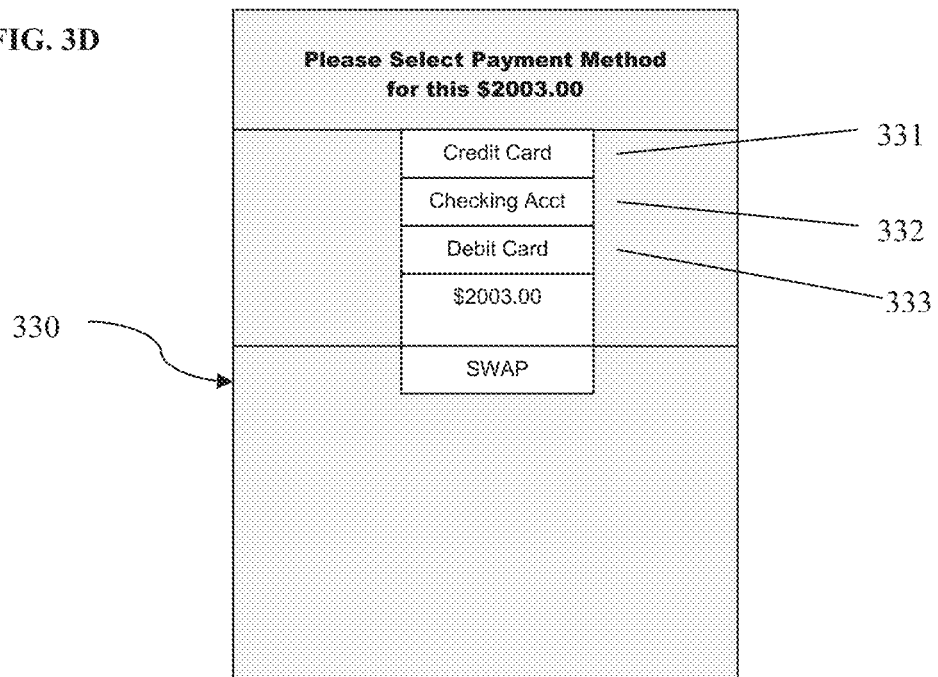 FIG. 3D
Please Select Payment Method
for this $2003.00
Credit Card
331
Checking Acct
332
Debit Card
333
$2003.00
330
SWAP